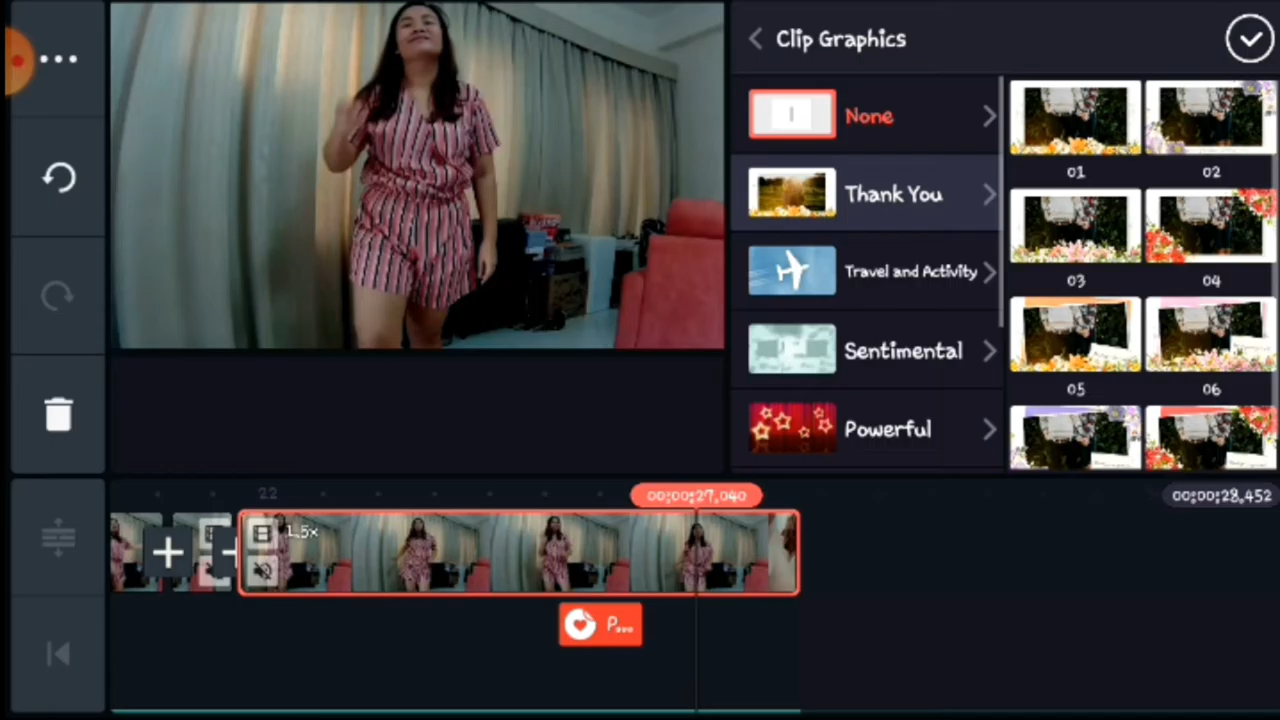 Clip Graphics
None
Thank You
01
02
Travel and Activity
03
04
Sentimental
05
06
Powerful
22
00:00:27,040
00:00:28,452
1.5x
P...